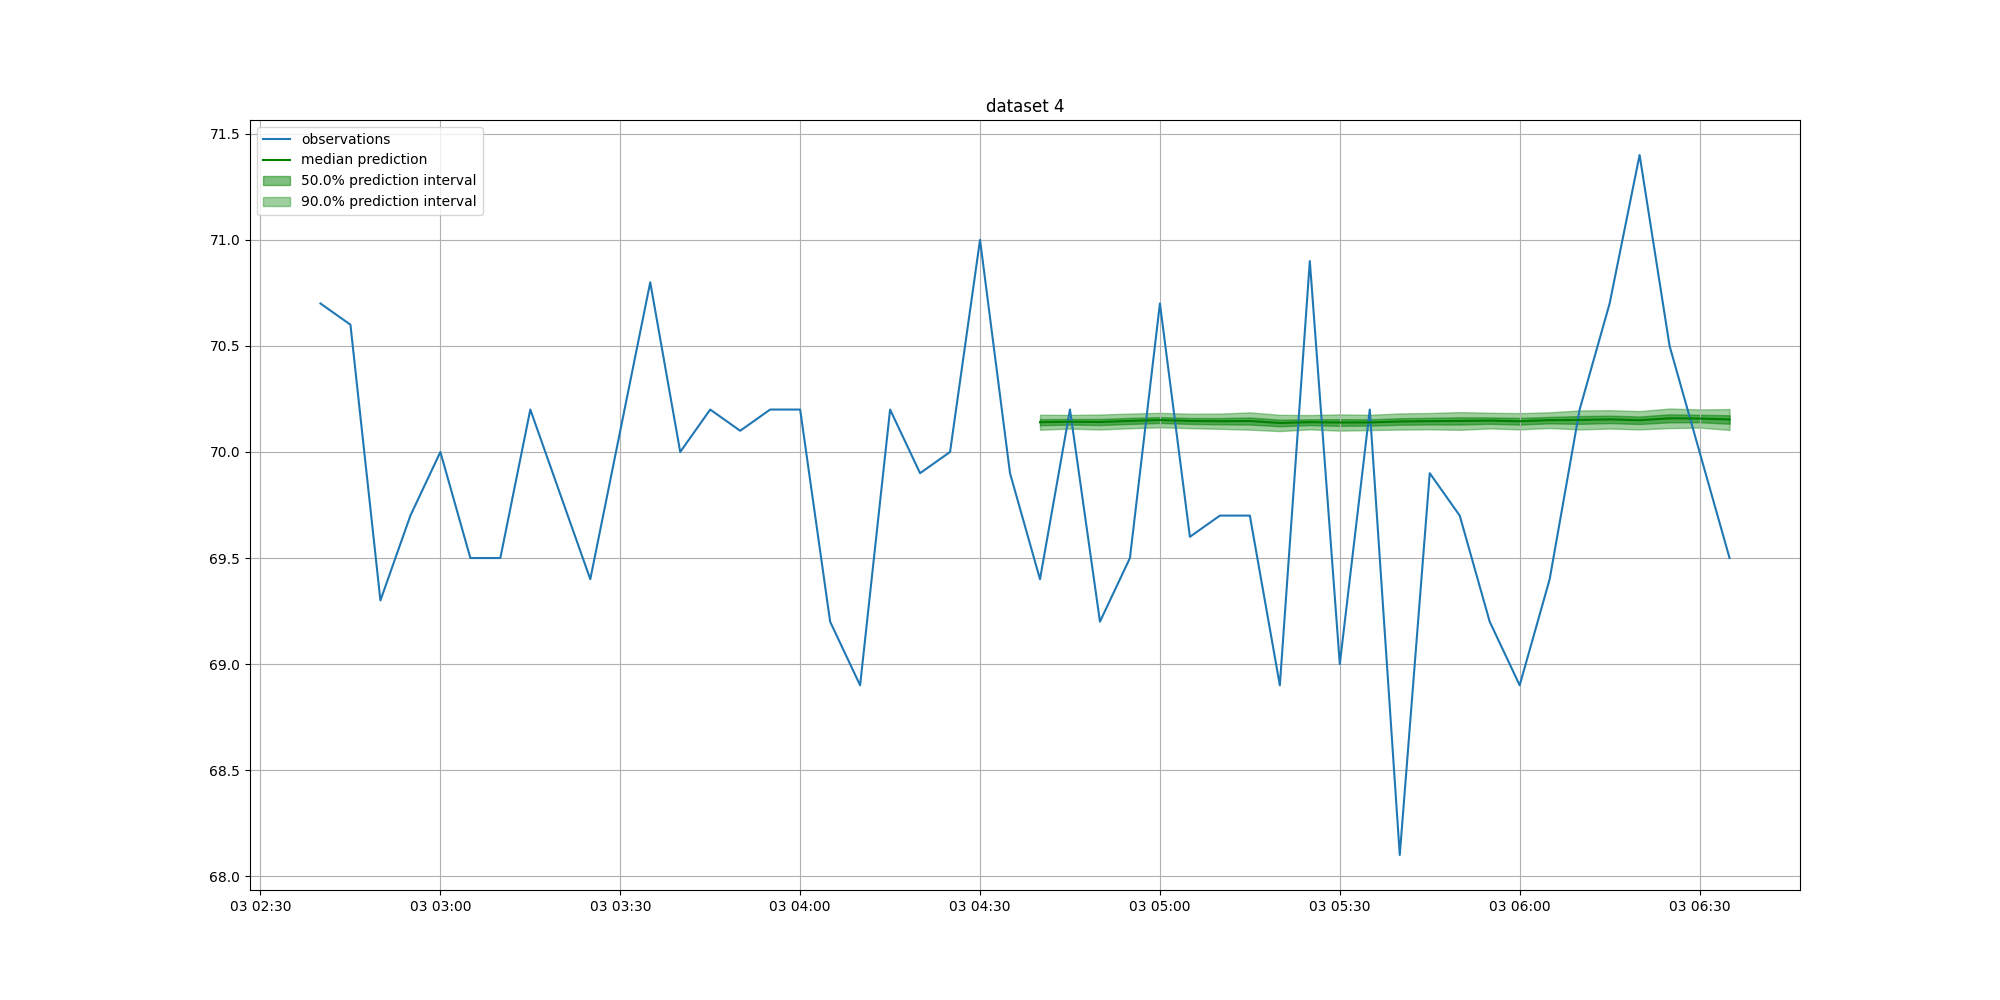 dataset 4
71.5
71.0
70.5
70.0
69.5
69.0
68.5
68.0
observations
median prediction
50.0% prediction interval
90.0% prediction interval
03 02:30 03 03:00 03 03:30 03 04:00 03 04:30 03 05:00 03 05:30 03 06:00 03 06:30